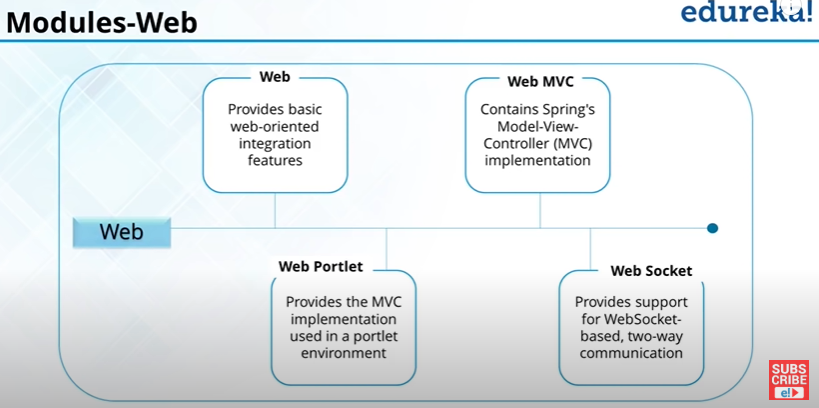 Modules-Web
edureka!
Web
Provides basic
web-oriented
integration
features
Web MVC
Contains Spring's
Model-View-
Controller (MVC)
implementation
Web
Web Portlet
Provides the MVC
implementation
used in a portlet
environment
Web Socket
Provides support
for WebSocket-
based, two-way
communication
SUBS
CRIBE
e!